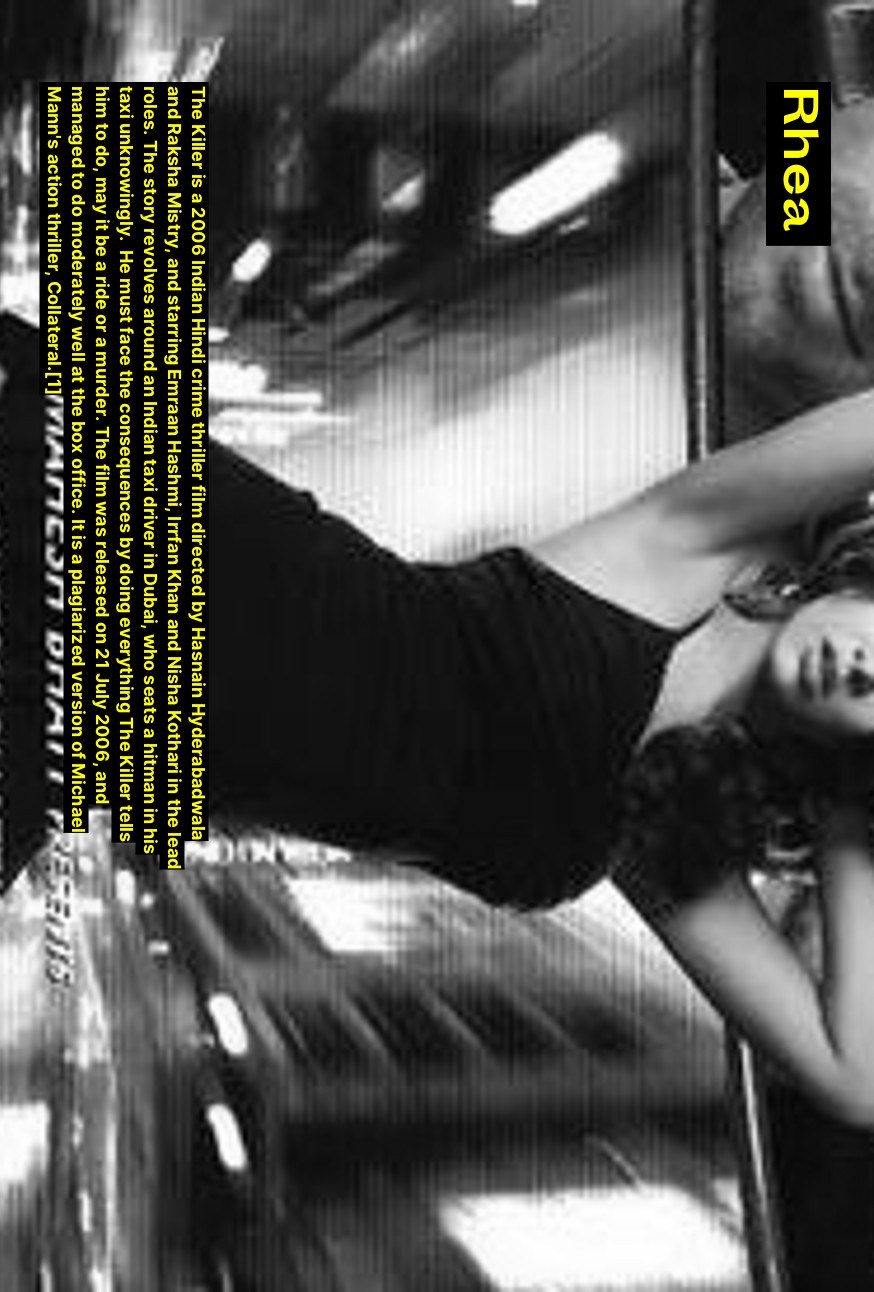 Rhea
The Killer is a 2006 Indian Hindi crime thriller film directed by Hasnain Hyderabadwala
and Raksha Mistry, and starring Emraan Hashmi, Irrfan Khan and Nisha Kothari in the lead
roles. The story revolves around an Indian taxi driver in Dubai, who seats a hitman in his
taxi unknowingly. He must face the consequences by doing everything The Killer tells
him to do, may it be a ride or a murder. The film was released on 21 July 2006, and
managed to do moderately well at the box office. It is a plagiarized version of Michael
Mann's action thriller, Collateral.[1]
MAHESH BHATT